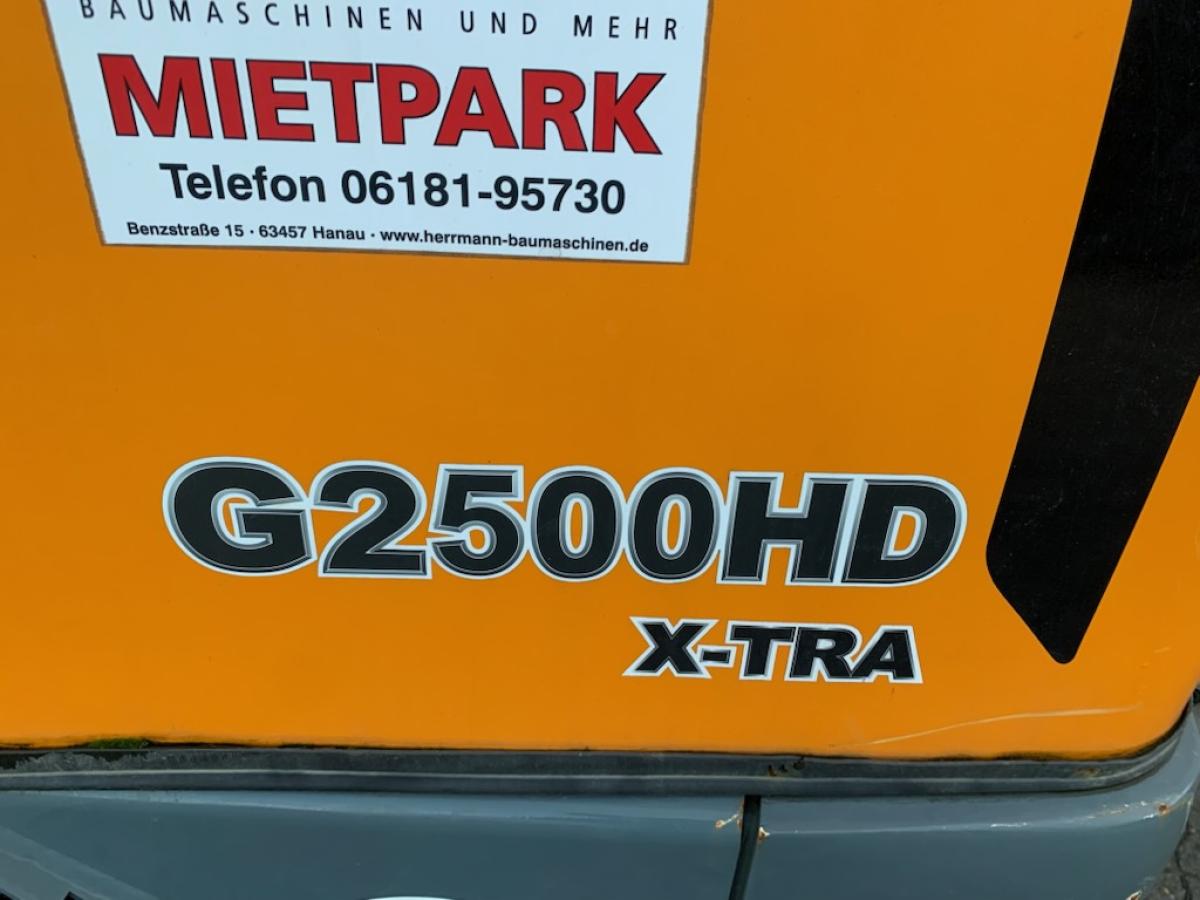 BAUMASCHINEN UND MEHR
MIETPARK
Telefon 06181-95730
Benzstraße 15 · 63457 Hanau · www.herrmann-baumaschinen.de
G2500HD
X-TRA